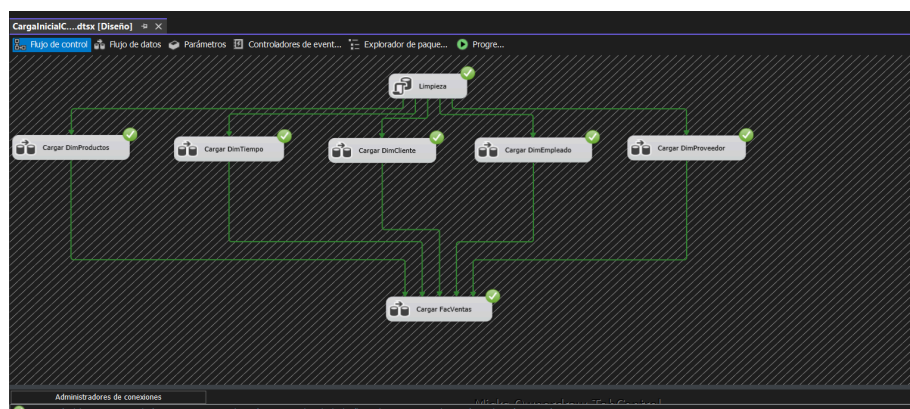 CargaInicialC....dtsx [Diseño]
Flujo de control Flujo de datos Parámetros Controladores de event... Explorador de paque... Progre...
Limpieza
Cargar DimProductos Cargar DimTiempo Cargar DimCliente Cargar DimEmpleado Cargar DimProveedor
Cargar FacVentas
Administradores de conexiones